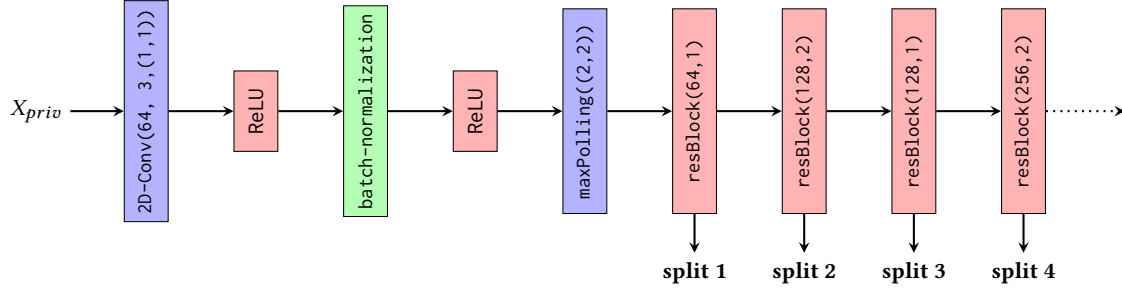 X_priv
2D-Conv(64, 3,(1,1))
ReLU
batch-normalization
ReLU
maxPolling((2,2))
resBlock(64,1)
resBlock(128,2)
resBlock(128,1)
resBlock(256,2)
split 1
split 2
split 3
split 4